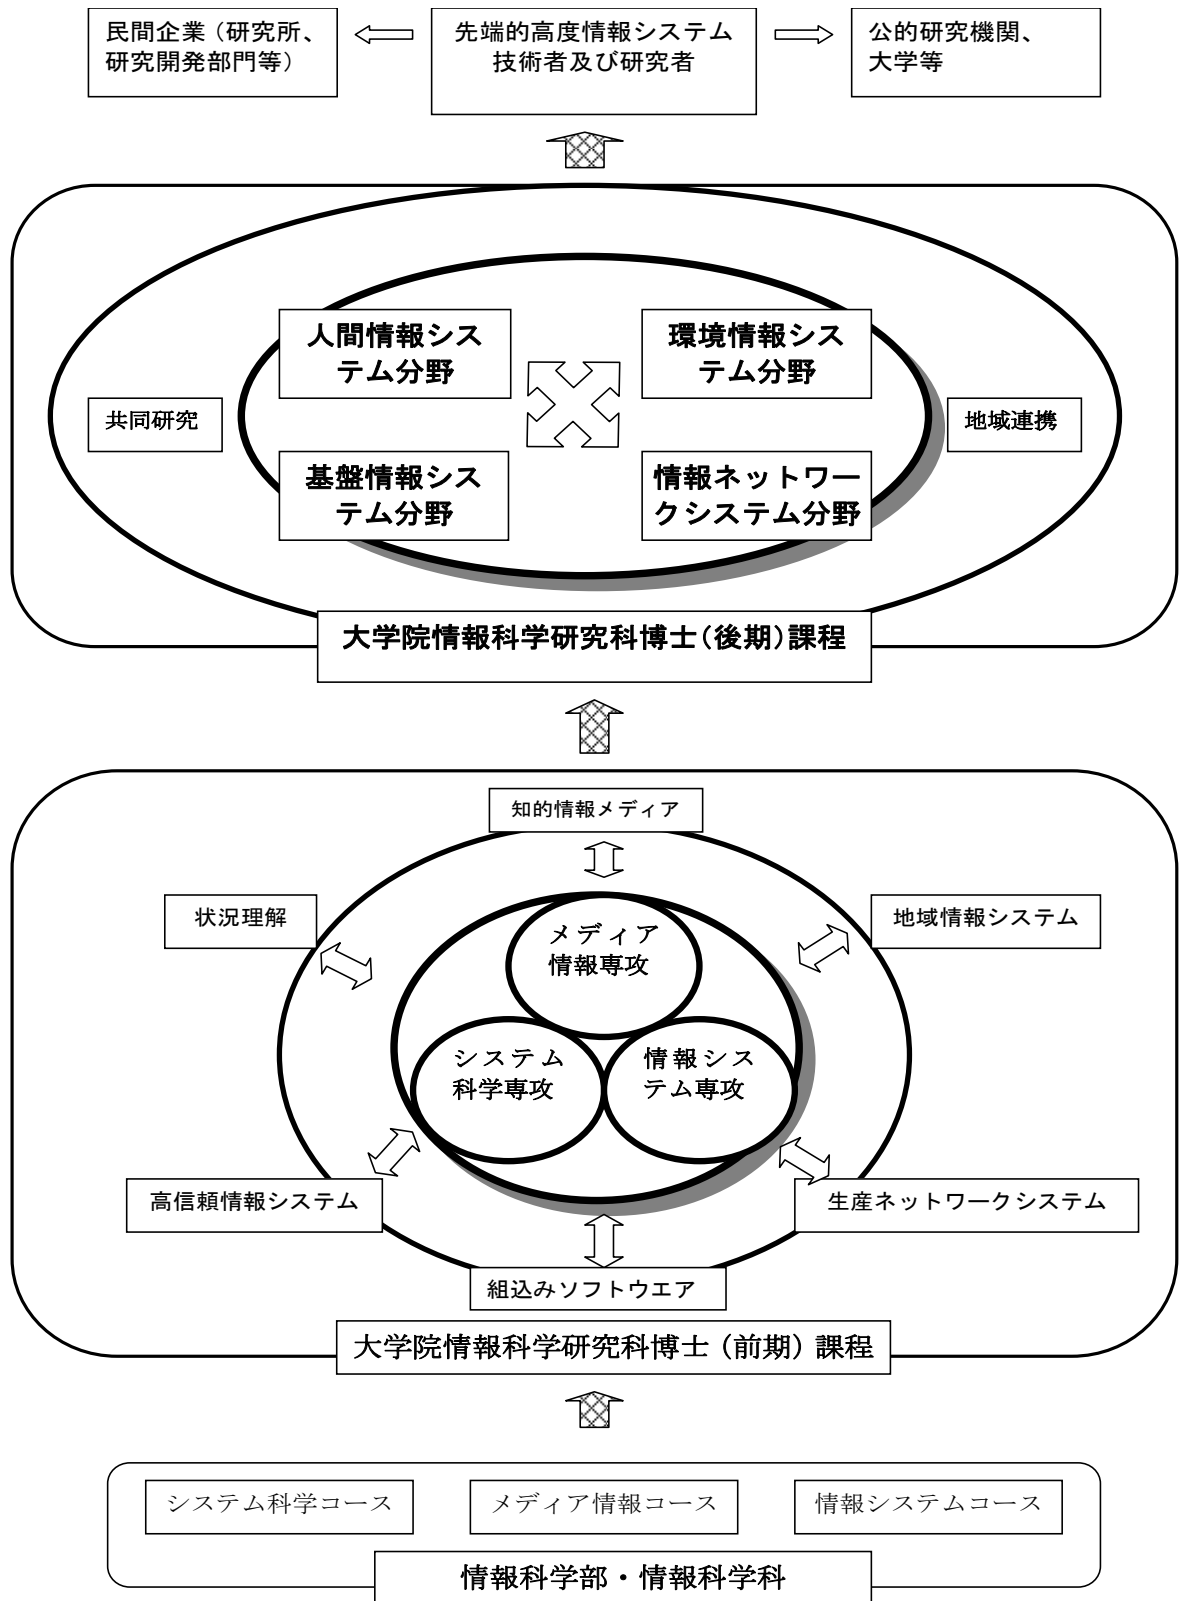 民間企業（研究所、
研究開発部門等）
先端的高度情報システム
技術者及び研究者
公的研究機関、
大学等
人間情報シス
テム分野
環境情報シス
テム分野
共同研究
地域連携
基盤情報シス
テム分野
情報ネットワー
クシステム分野
大学院情報科学研究科博士（後期）課程
知的情報メディア
状況理解
地域情報システム
メディア
情報専攻
システム
科学専攻
情報シス
テム専攻
高信頼情報システム
生産ネットワークシステム
組込みソフトウエア
大学院情報科学研究科博士（前期）課程
システム科学コース
メディア情報コース
情報システムコース
情報科学部・情報科学科